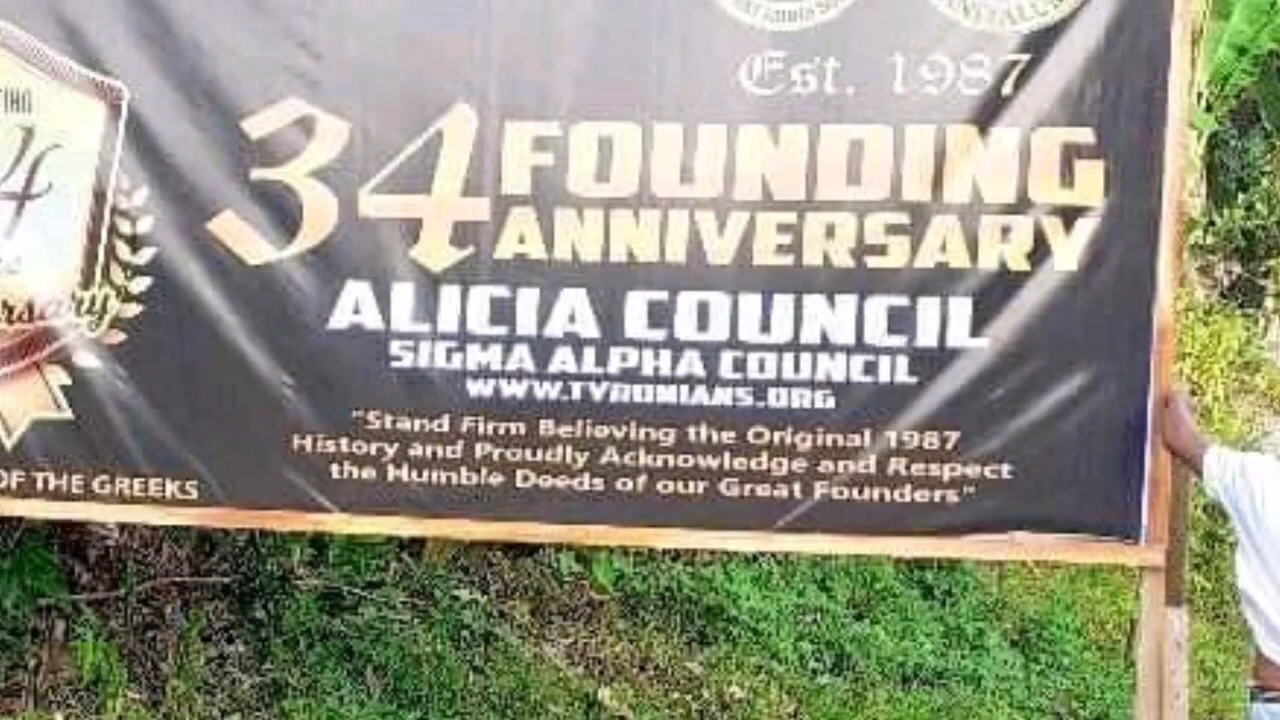 Est. 1987
34 FOUNDING
ANNIVERSARY
ALICIA COUNCIL
SIGMA ALPHA COUNCIL
WWW.TYRONIANS.ORG
"Stand Firm Believing the Original 1987
History and Proudly Acknowledge and Respect
the Humble Deeds of our Great Founders"
OF THE GREEKS